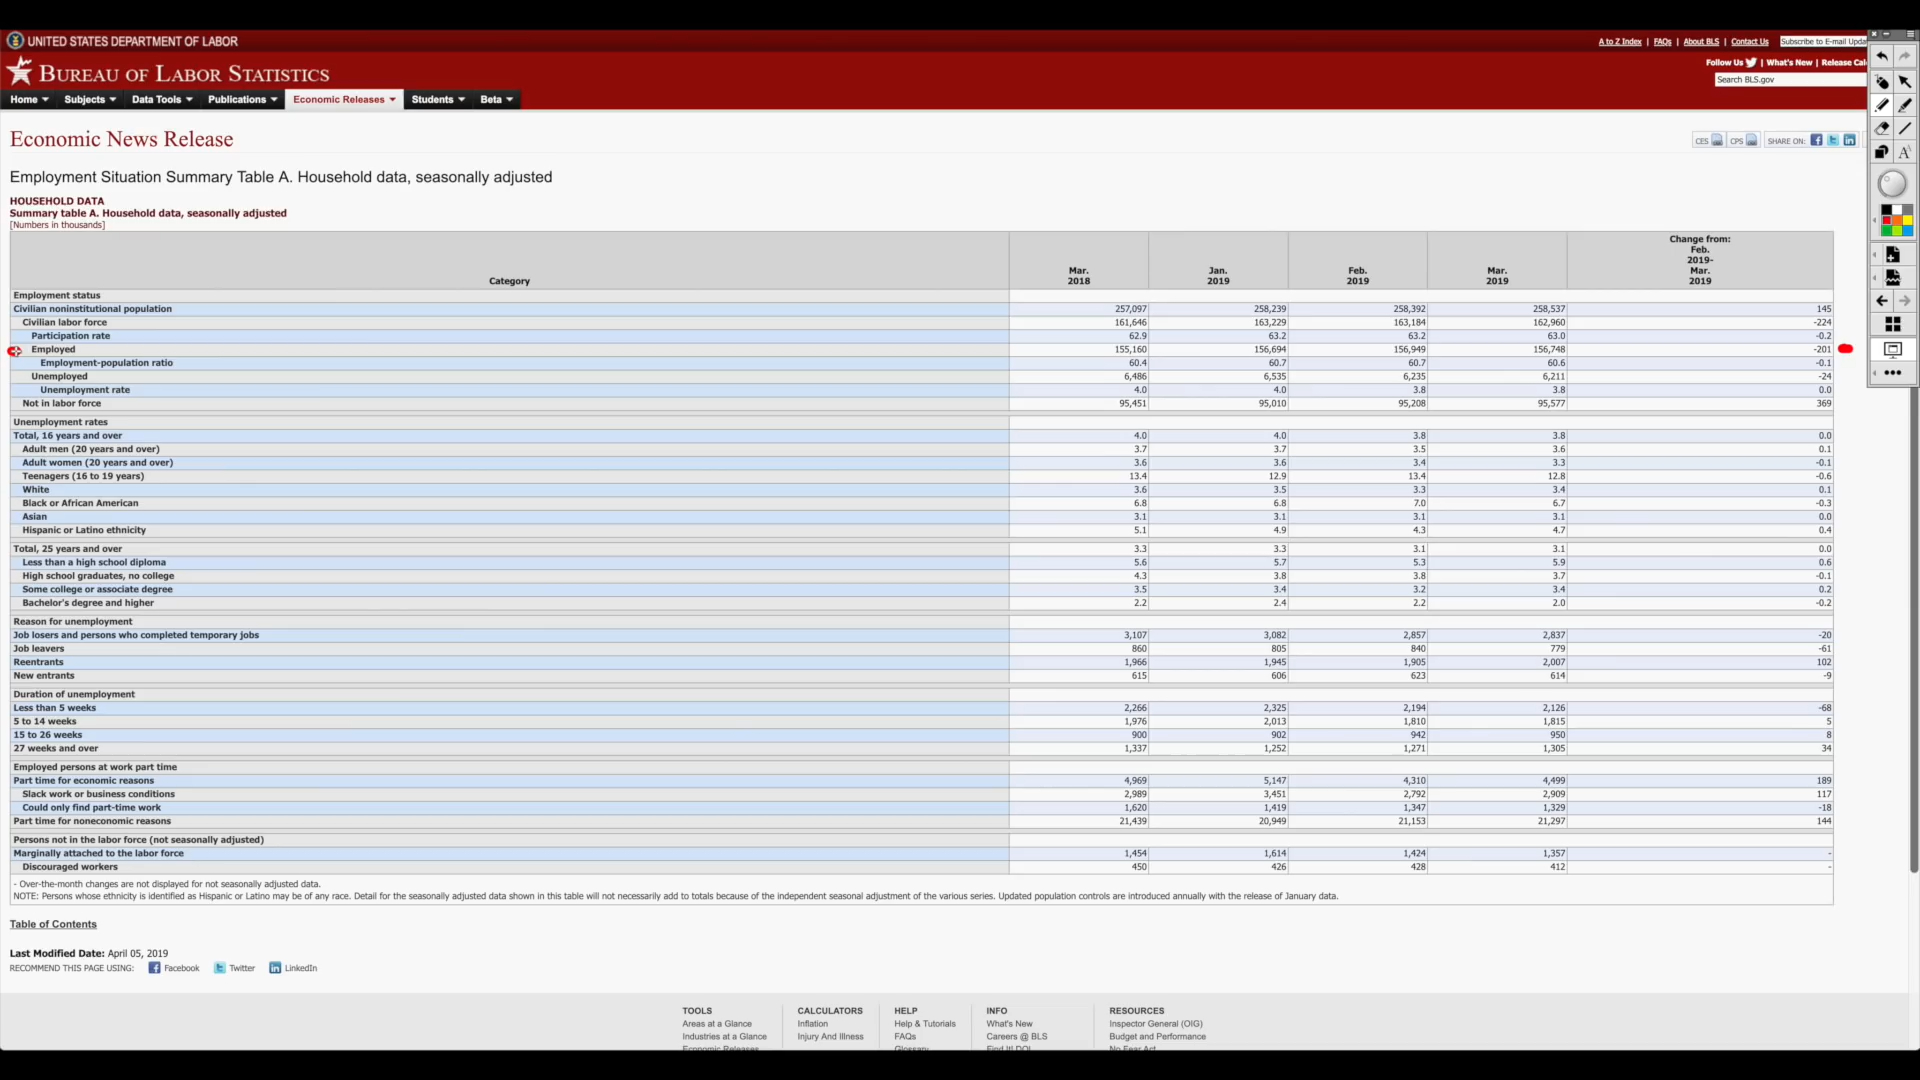 UNITED STATES DEPARTMENT OF LABOR
A to Z Index | FAQs | About BLS | Contact Us Subscribe to E-mail Upda
BUREAU OF LABOR STATISTICS
Follow Us | What's New | Release Cal
Search BLS.gov
Home Subjects Data Tools Publications Economic Releases Students Beta
Economic News Release
CES CPS SHARE ON:
Employment Situation Summary Table A. Household data, seasonally adjusted
HOUSEHOLD DATA
Summary table A. Household data, seasonally adjusted
[Numbers in thousands]
Category Mar. 2018 Jan. 2019 Feb. 2019 Mar. 2019 Change from: Feb. 2019- Mar. 2019
Employment status
Civilian noninstitutional population 257,097 258,239 258,392 258,537 145
Civilian labor force 161,646 163,229 163,184 162,960 -224
Participation rate 62.9 63.2 63.2 63.0 -0.2
Employed 155,160 156,694 156,949 156,748 -201
Employment-population ratio 60.4 60.7 60.7 60.6 -0.1
Unemployed 6,486 6,535 6,235 6,211 -24
Unemployment rate 4.0 4.0 3.8 3.8 0.0
Not in labor force 95,451 95,010 95,208 95,577 369
Unemployment rates
Total, 16 years and over 4.0 4.0 3.8 3.8 0.0
Adult men (20 years and over) 3.7 3.7 3.5 3.6 0.1
Adult women (20 years and over) 3.6 3.6 3.4 3.3 -0.1
Teenagers (16 to 19 years) 13.4 12.9 13.4 12.8 -0.6
White 3.6 3.5 3.3 3.4 0.1
Black or African American 6.8 6.8 7.0 6.7 -0.3
Asian 3.1 3.1 3.1 3.1 0.0
Hispanic or Latino ethnicity 5.1 4.9 4.3 4.7 0.4
Total, 25 years and over 3.3 3.3 3.1 3.1 0.0
Less than a high school diploma 5.6 5.7 5.3 5.9 0.6
High school graduates, no college 4.3 3.8 3.8 3.7 -0.1
Some college or associate degree 3.5 3.4 3.2 3.4 0.2
Bachelor's degree and higher 2.2 2.4 2.2 2.0 -0.2
Reason for unemployment
Job losers and persons who completed temporary jobs 3,107 3,082 2,857 2,837 -20
Job leavers 860 805 840 779 -61
Reentrants 1,966 1,945 1,905 2,007 102
New entrants 615 606 623 614 -9
Duration of unemployment
Less than 5 weeks 2,266 2,325 2,194 2,126 -68
5 to 14 weeks 1,976 2,013 1,810 1,815 5
15 to 26 weeks 900 902 942 950 8
27 weeks and over 1,337 1,252 1,271 1,305 34
Employed persons at work part time
Part time for economic reasons 4,969 5,147 4,310 4,499 189
Slack work or business conditions 2,989 3,451 2,792 2,909 117
Could only find part-time work 1,620 1,419 1,347 1,329 -18
Part time for noneconomic reasons 21,439 20,949 21,153 21,297 144
Persons not in the labor force (not seasonally adjusted)
Marginally attached to the labor force 1,454 1,614 1,424 1,357 -
Discouraged workers 450 426 428 412 -
- Over-the-month changes are not displayed for not seasonally adjusted data.
NOTE: Persons whose ethnicity is identified as Hispanic or Latino may be of any race. Detail for the seasonally adjusted data shown in this table will not necessarily add to totals because of the independent seasonal adjustment of the various series. Updated population controls are introduced annually with the release of January data.
Table of Contents
Last Modified Date: April 05, 2019
RECOMMEND THIS PAGE USING: Facebook Twitter LinkedIn
TOOLS CALCULATORS HELP INFO RESOURCES
Areas at a Glance Inflation Help & Tutorials What's New Inspector General (OIG)
Industries at a Glance Injury And Illness FAQs Careers @ BLS Budget and Performance
Economic Releases Glossary Find It! DOL No Fear Act